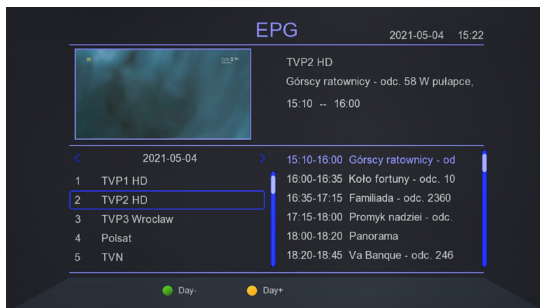 EPG
2021-05-04 15:22
TVP2 HD
Górscy ratownicy - odc. 58 W pułapce,
15:10 -- 16:00
2021-05-04
1 TVP1 HD
2 TVP2 HD
3 TVP3 Wroclaw
4 Polsat
5 TVN
15:10-16:00 Górscy ratownicy - od
16:00-16:35 Koło fortuny - odc. 10
16:35-17:15 Familiada - odc. 2360
17:15-18:00 Promyk nadziei - odc.
18:00-18:20 Panorama
18:20-18:45 Va Banque - odc. 246
Day-
Day+